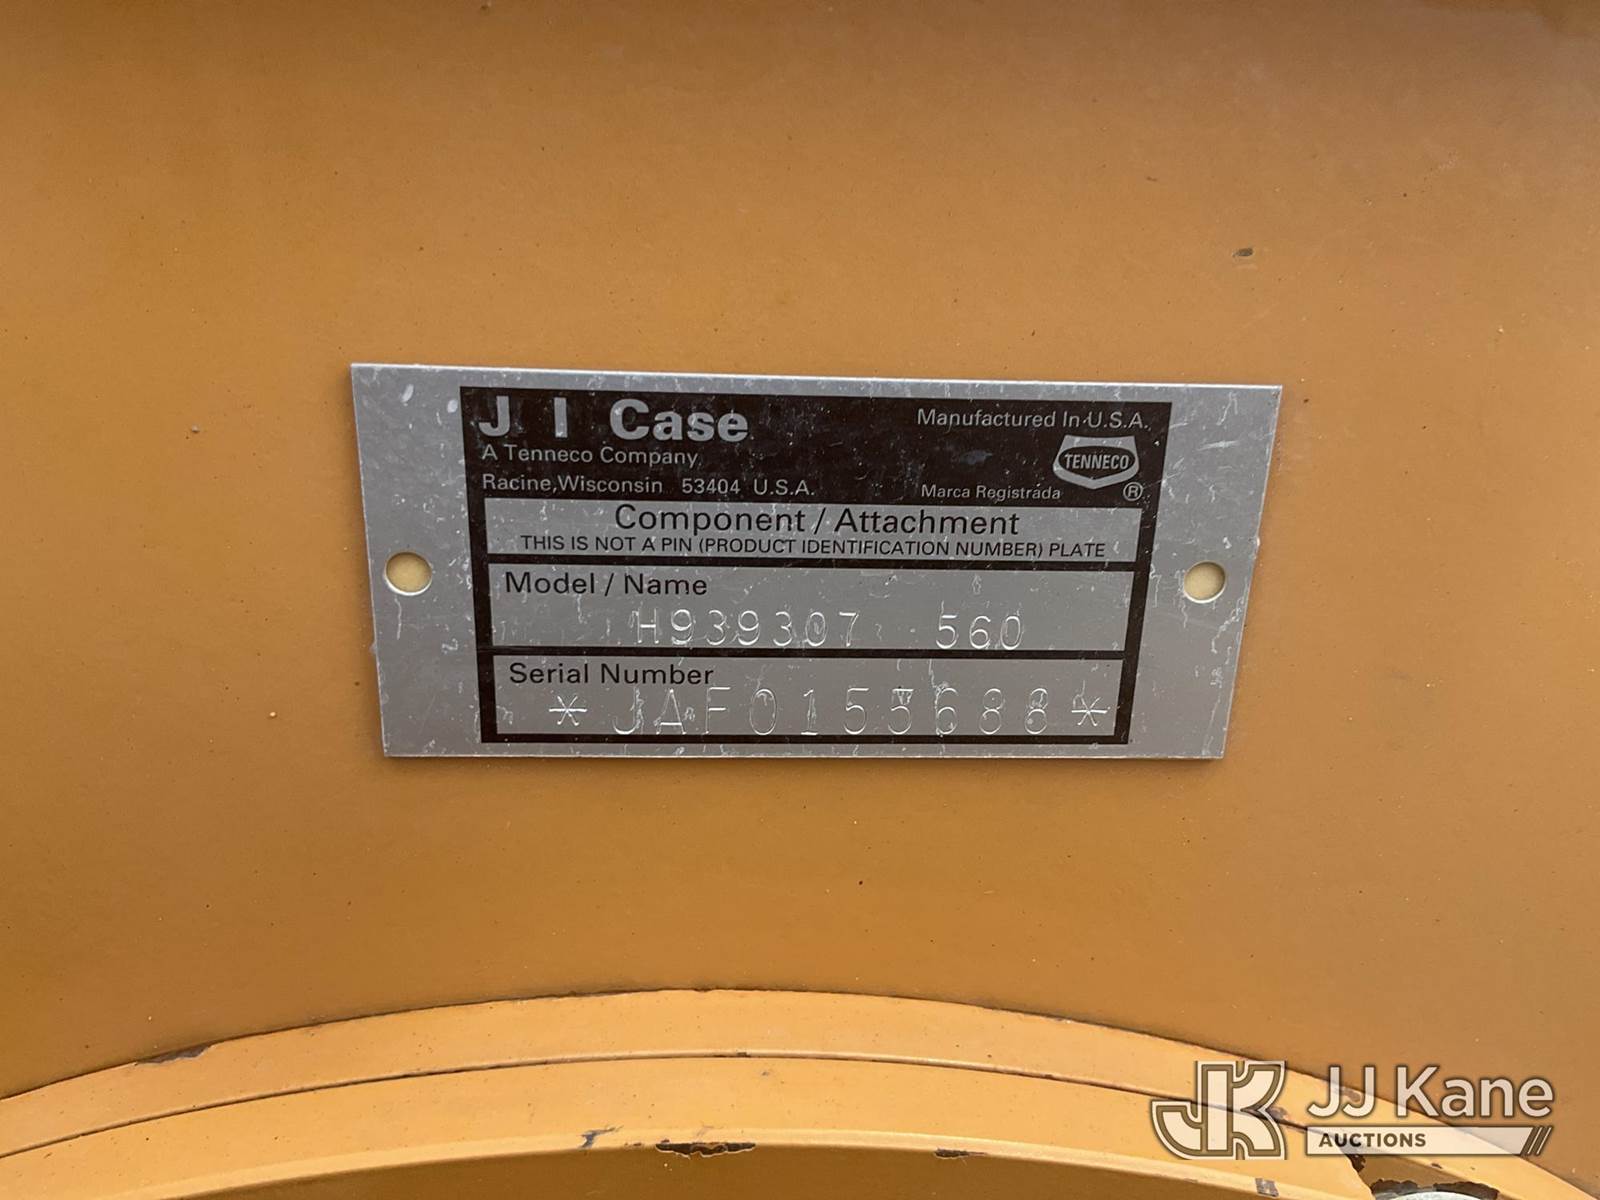 J I Case
A Tenneco Company
Racine, Wisconsin 53404 U.S.A.
Manufactured In U.S.A.
TENNECO
Marca Registrada ®
Component / Attachment
THIS IS NOT A PIN (PRODUCT IDENTIFICATION NUMBER) PLATE
Model / Name
H939307 560
Serial Number
*JAF0155688*
JK JJ Kane
AUCTIONS